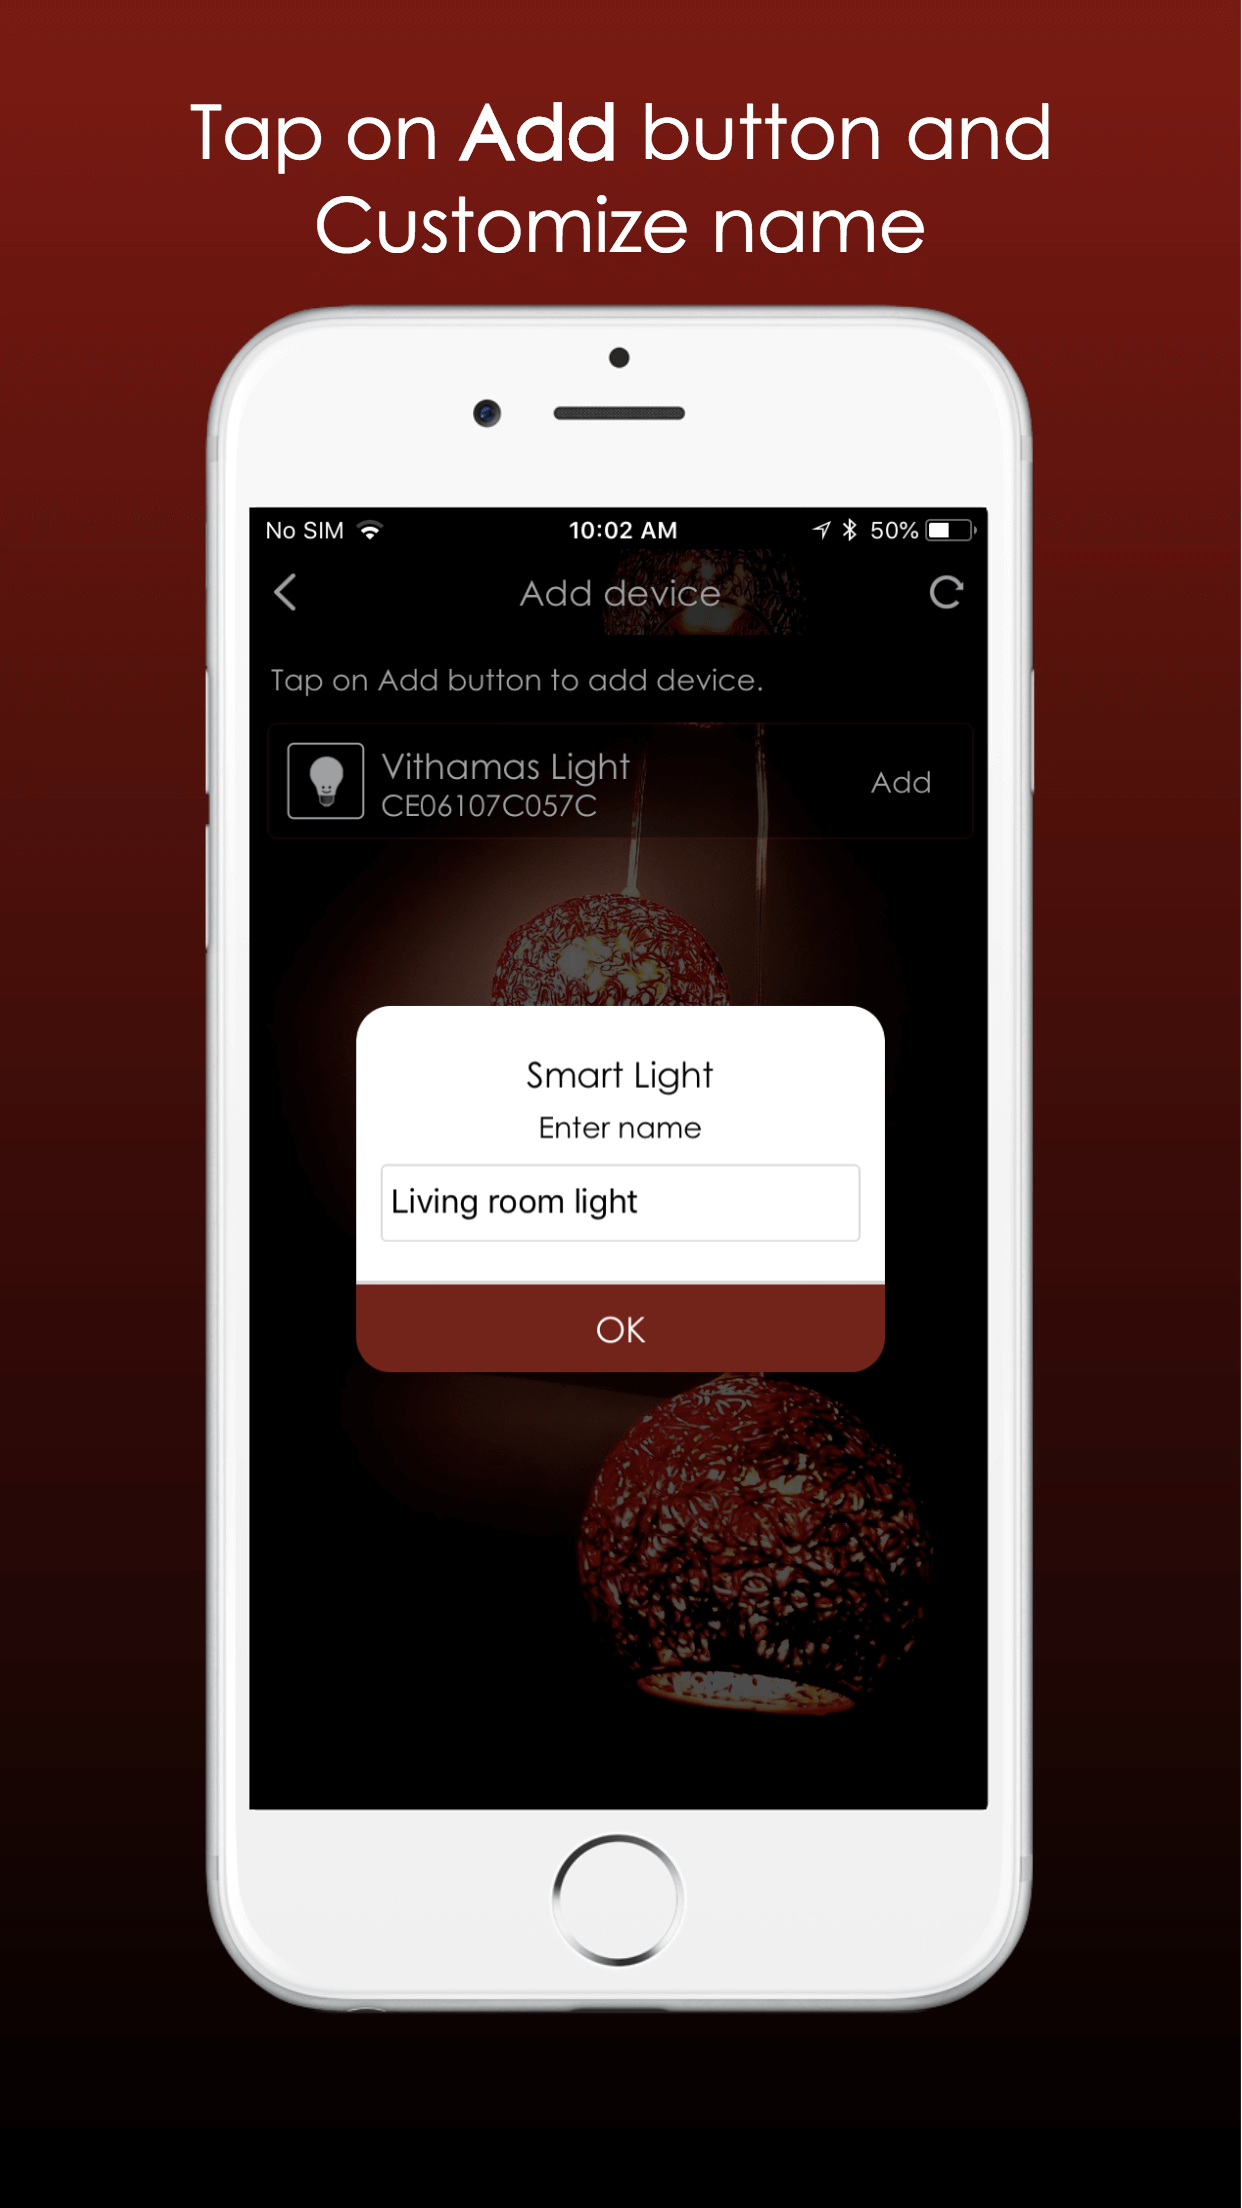 Tap on Add button and
Customize name
No SIM 10:02 AM 50%
Add device
Tap on Add button to add device.
Vithamas Light
CE06107C057C
Add
Smart Light
Enter name
Living room light
OK